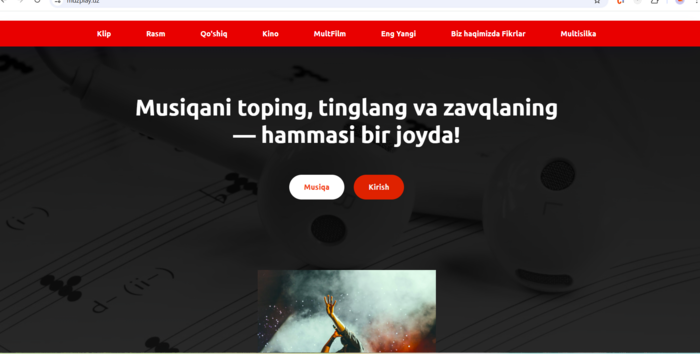 muzplay.uz
Klip Rasm Qo'shiq Kino MultFilm Eng Yangi Biz haqimizda Fikrlar Multisilka
Musiqani toping, tinglang va zavqlaning
— hammasi bir joyda!
Musiqa Kirish